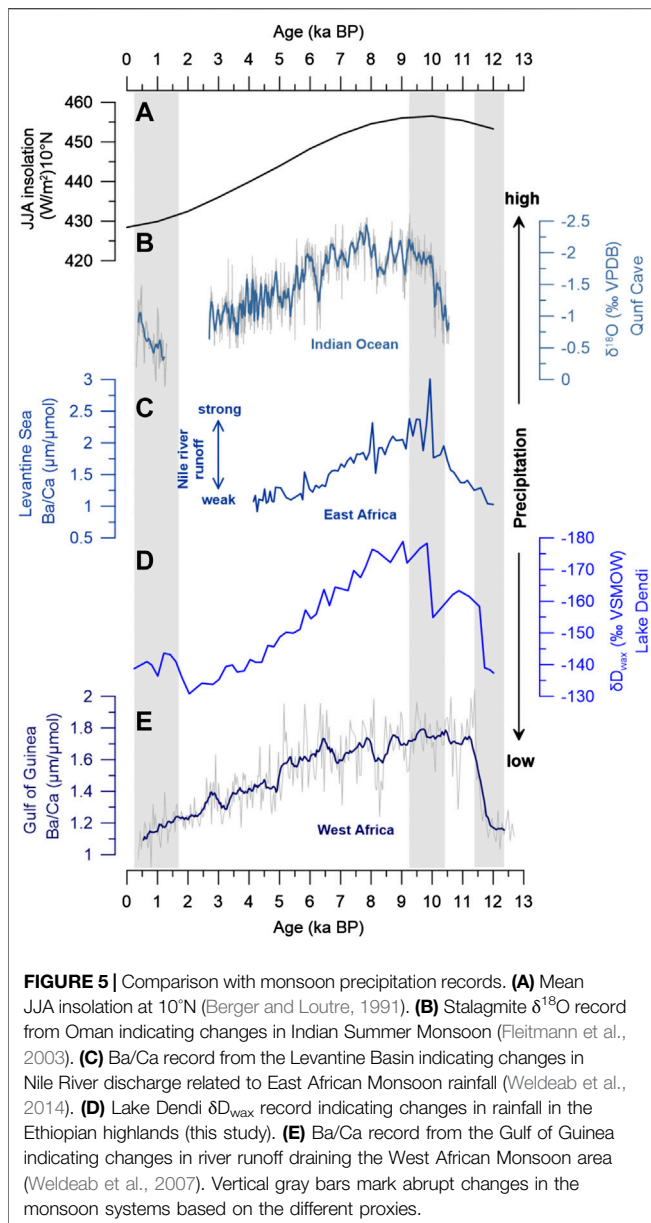 Age (ka BP)
0 1 2 3 4 5 6 7 8 9 10 11 12 13
A
460
450
440
430
420
JJA insolation
(W/m²)10°N
high
B
-2.5
-2
-1.5
-1
-0.5
0
δ¹⁸O (‰ VPDB)
Qunf Cave
Indian Ocean
C
3
2.5
2
1.5
1
0.5
Levantine Sea
Ba/Ca (µm/µmol)
strong
Nile river
runoff
weak
East Africa
Precipitation
D
-180
-170
-160
-150
-140
-130
δDwax (‰ VSMOW)
Lake Dendi
E
2
1.8
1.6
1.4
1.2
1
Gulf of Guinea
Ba/Ca (µm/µmol)
West Africa
low
0 1 2 3 4 5 6 7 8 9 10 11 12 13
Age (ka BP)
FIGURE 5 | Comparison with monsoon precipitation records. (A) Mean
JJA insolation at 10°N (Berger and Loutre, 1991). (B) Stalagmite δ¹⁸O record
from Oman indicating changes in Indian Summer Monsoon (Fleitmann et al.,
2003). (C) Ba/Ca record from the Levantine Basin indicating changes in
Nile River discharge related to East African Monsoon rainfall (Weldeab et al.,
2014). (D) Lake Dendi δDwax record indicating changes in rainfall in the
Ethiopian highlands (this study). (E) Ba/Ca record from the Gulf of Guinea
indicating changes in river runoff draining the West African Monsoon area
(Weldeab et al., 2007). Vertical gray bars mark abrupt changes in the
monsoon systems based on the different proxies.